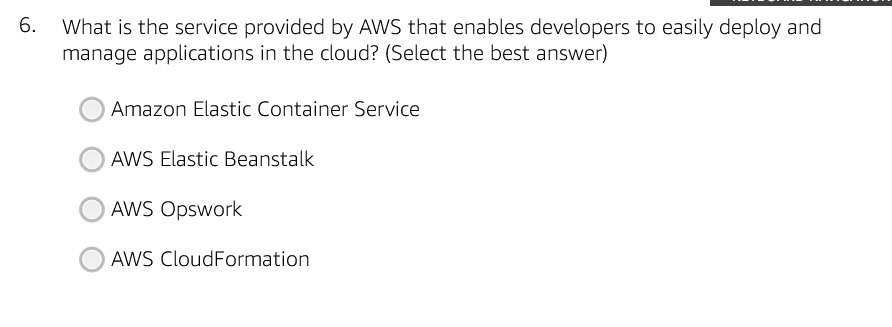 6. What is the service provided by AWS that enables developers to easily deploy and
manage applications in the cloud? (Select the best answer)
Amazon Elastic Container Service
AWS Elastic Beanstalk
AWS Opswork
AWS CloudFormation